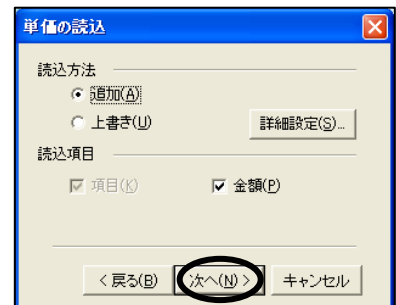 単価の読込
読込方法
追加(A)
上書き(U)
詳細設定(S)...
読込項目
項目(K)
金額(P)
< 戻る(B)
次へ(N) >
キャンセル